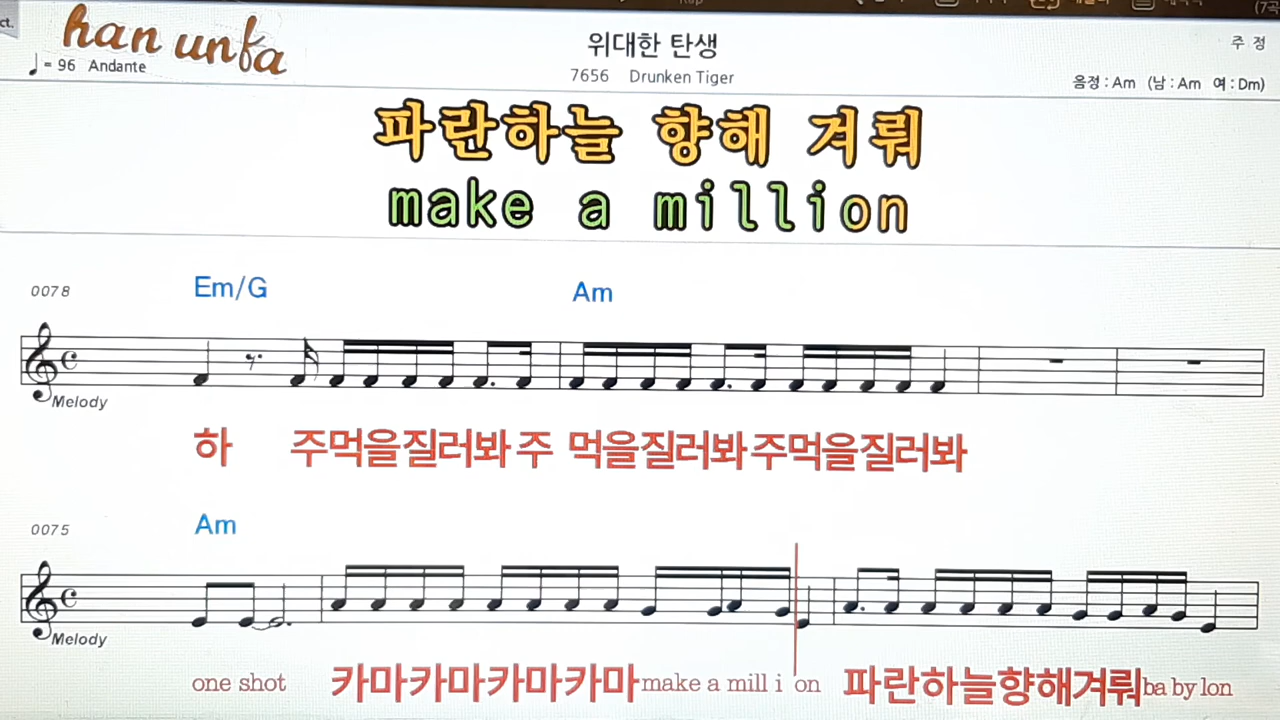 ct.
han unfa
♩= 96 Andante
위대한 탄생
7656 Drunken Tiger
주 정
음정 : Am (남 : Am 여 : Dm)
파란하늘 향해 겨뤄
make a million
0078
Em/G Am
Melody
하 주먹을질러봐 주 먹을질러봐 주먹을질러봐
0075
Am
Melody
one shot 카마카마카마카마 make a mill i on 파란하늘향해겨뤄 ba by lon